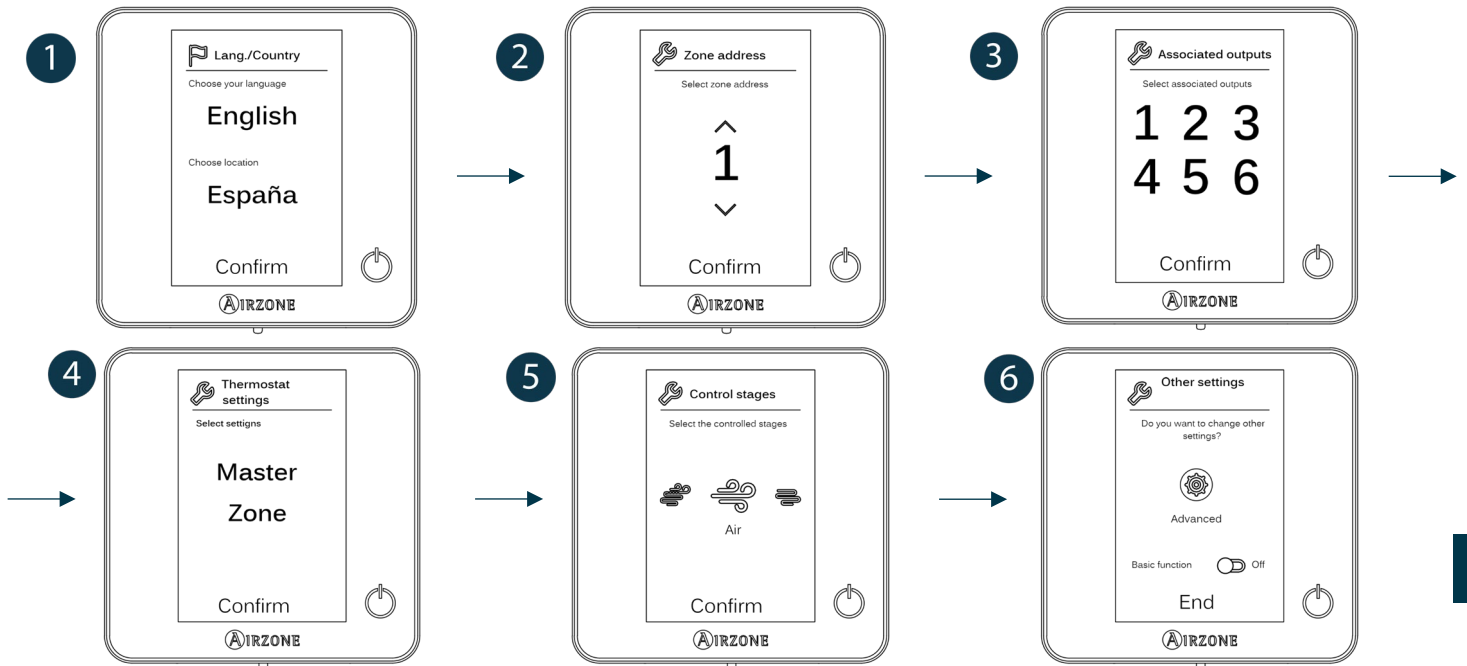 1
Lang./Country
Choose your language
English
Choose location
España
Confirm
AIRZONE
2
Zone address
Select zone address
1
Confirm
AIRZONE
3
Associated outputs
Select associated outputs
1 2 3
4 5 6
Confirm
AIRZONE
4
Thermostat
settings
Select settigns
Master
Zone
Confirm
AIRZONE
5
Control stages
Select the controlled stages
Air
Confirm
AIRZONE
6
Other settings
Do you want to change other
settings?
Advanced
Basic function Off
End
AIRZONE